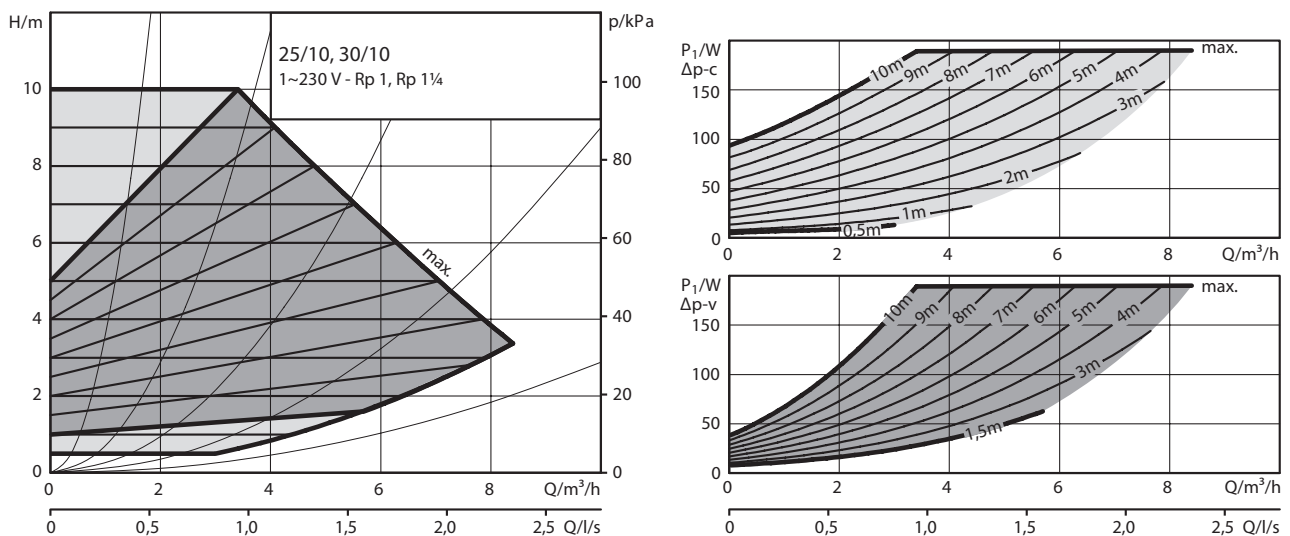 H/m
p/kPa
25/10, 30/10
1~230 V - Rp 1, Rp 1¼
10
8
6
4
2
0
100
80
60
40
20
0
max.
0 2 4 6 8 Q/m³/h
0 0,5 1,0 1,5 2,0 2,5 Q/l/s
P₁/W
Δp-c
150
100
50
0
10m 9m 8m 7m 6m 5m 4m 3m 2m 1m 0,5m
max.
0 2 4 6 8 Q/m³/h
P₁/W
Δp-v
150
100
50
0
10m 9m 8m 7m 6m 5m 4m 3m 1,5m
max.
0 2 4 6 8 Q/m³/h
0 0,5 1,0 1,5 2,0 2,5 Q/l/s